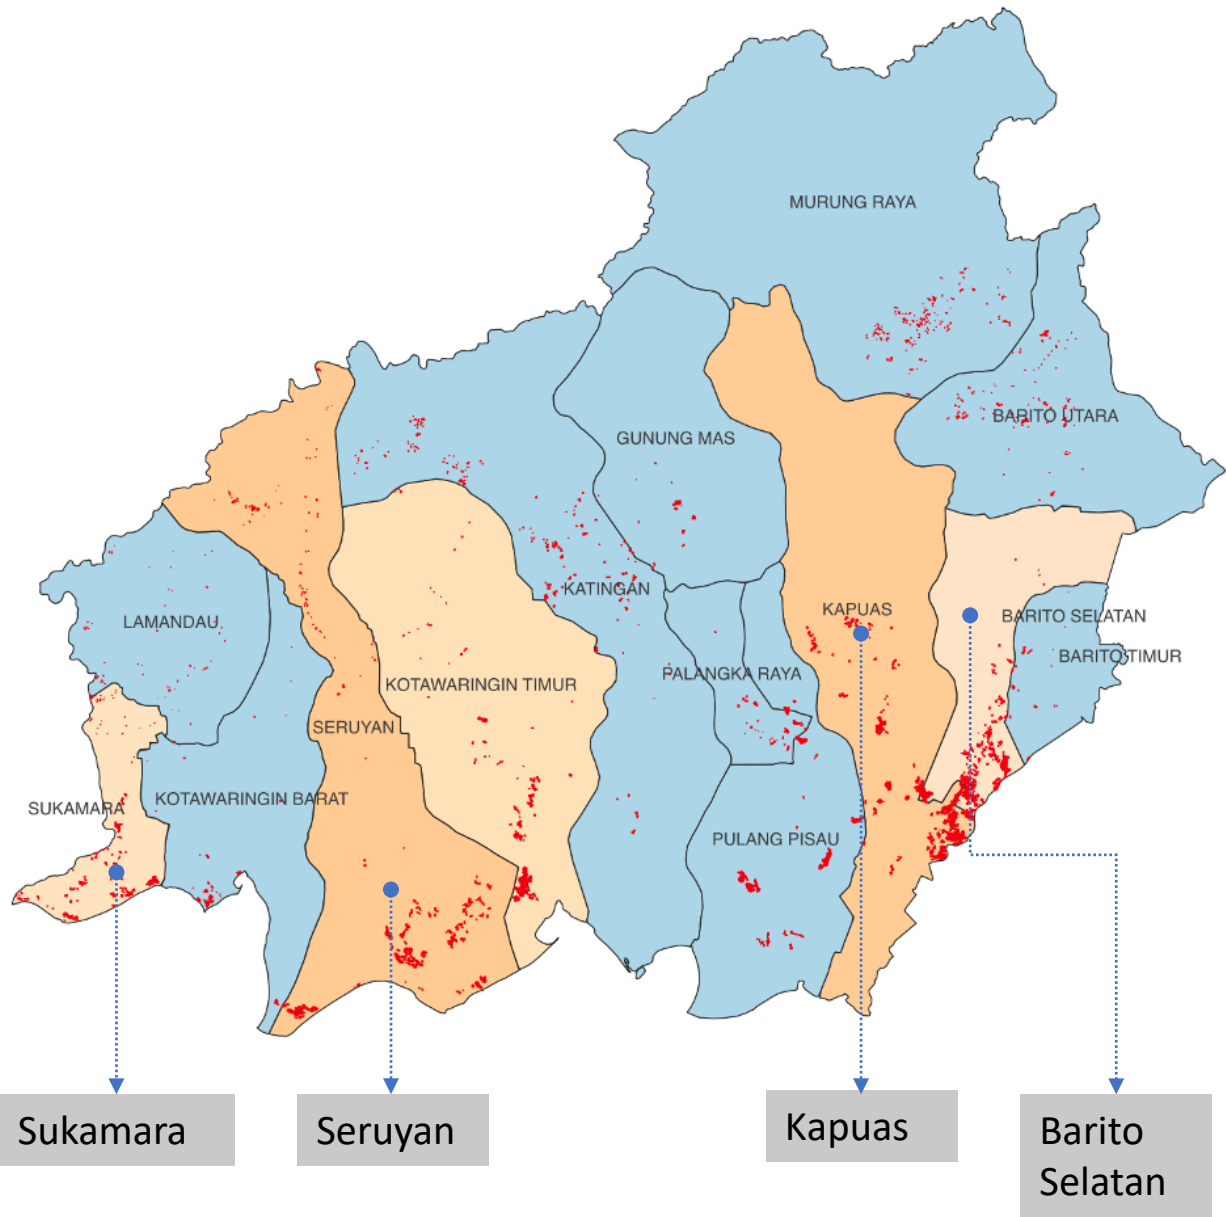 MURUNG RAYA
BARITO UTARA
GUNUNG MAS
KATINGAN
KAPUAS
BARITO SELATAN
LAMANDAU
BARITO TIMUR
PALANGKA RAYA
KOTAWARINGIN TIMUR
SERUYAN
KOTAWARINGIN BARAT
SUKAMARA
PULANG PISAU
Sukamara
Seruyan
Kapuas
Barito
Selatan